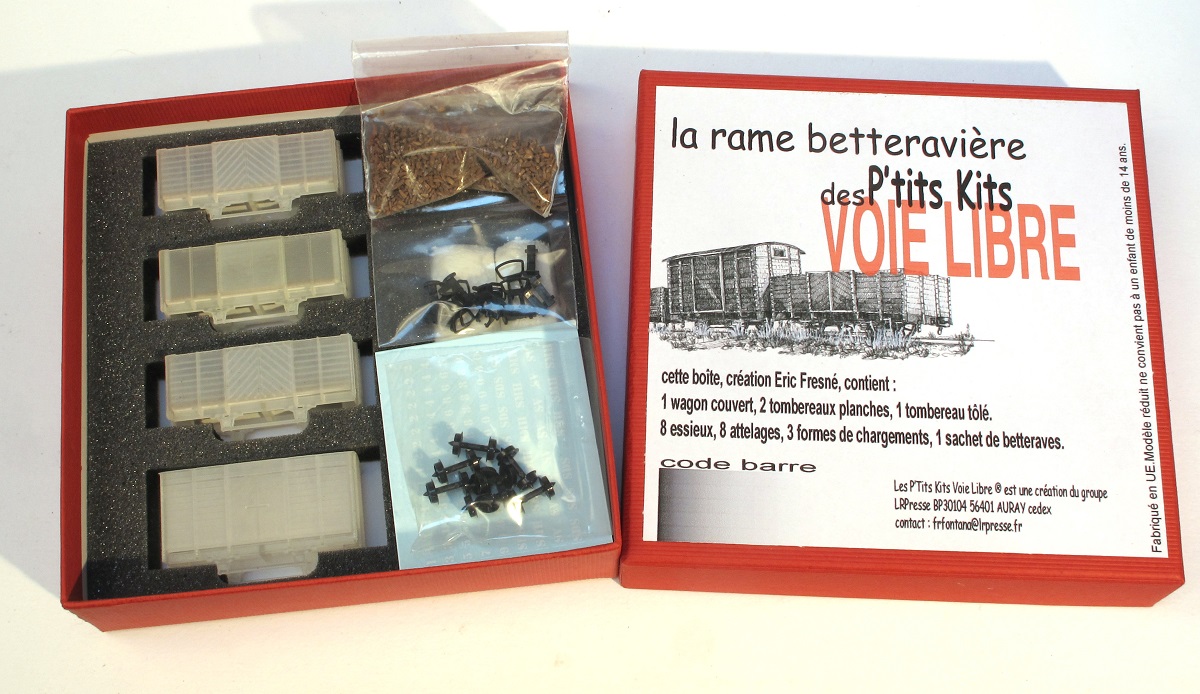 la rame betteravière
des P'tits Kits
VOIE LIBRE
cette boite, création Eric Fresné, contient :
1 wagon couvert, 2 tombereaux planches, 1 tombereau tôlé.
8 essieux, 8 attelages, 3 formes de chargements, 1 sachet de betteraves.
code barre
Les P'Tits Kits Voie Libre ® est une création du groupe
LRPresse BP30104 56401 AURAY cedex
contact : frfontana@lrpresse.fr
Fabriqué en UE.Modèle réduit ne convient pas à un enfant de moins de 14 ans.